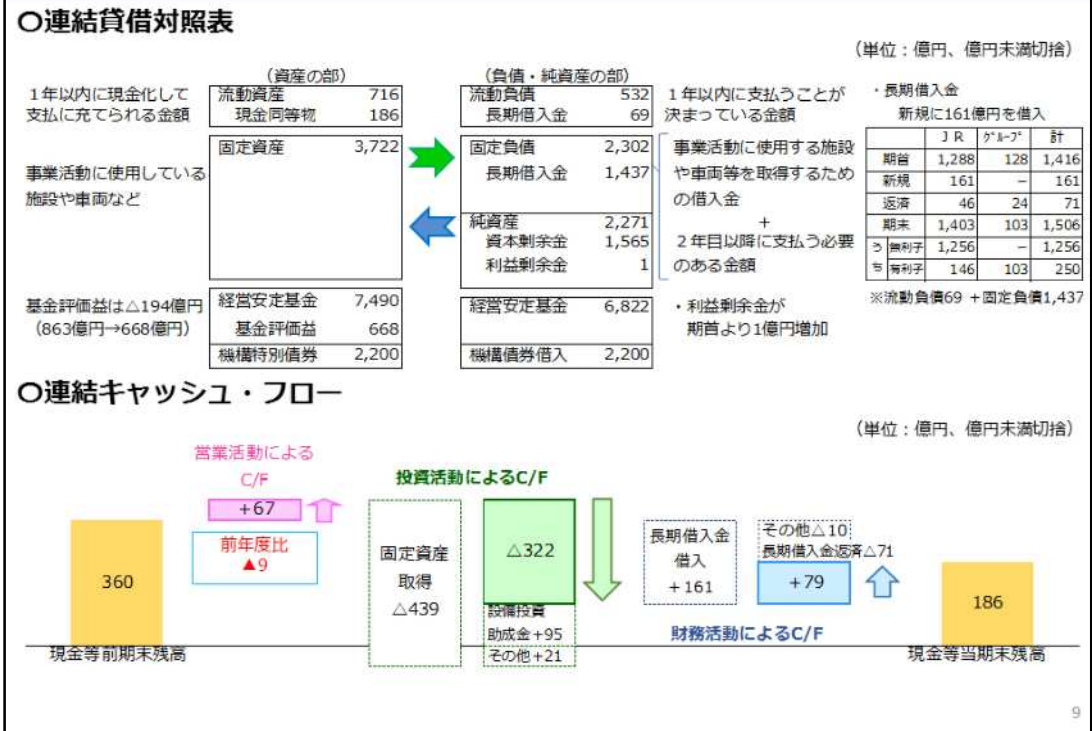 〇連結貸借対照表
(単位:億円、億円未満切捨)
(資産の部)
1年以内に現金化して
支払に充てられる金額
流動資産 716
現金同等物 186
事業活動に使用している
施設や車両など
固定資産 3,722
基金評価益は△194億円
(863億円→668億円)
経営安定基金 7,490
基金評価益 668
機構特別債券 2,200
(負債・純資産の部)
流動負債 532
長期借入金 69
1年以内に支払うことが
決まっている金額
固定負債 2,302
長期借入金 1,437
事業活動に使用する施設
や車両等を取得するため
の借入金
+
2年目以降に支払う必要
のある金額
純資産 2,271
資本剰余金 1,565
利益剰余金 1
経営安定基金 6,822
・利益剰余金が
期首より1億円増加
機構債券借入 2,200
・長期借入金
新規に161億円を借入
JR グループ 計
期首 1,288 128 1,416
新規 161 - 161
返済 46 24 71
期末 1,403 103 1,506
うち 無利子 1,256 - 1,256
有利子 146 103 250
※流動負債69 +固定負債1,437
〇連結キャッシュ・フロー
(単位:億円、億円未満切捨)
360
現金等前期末残高
営業活動による
C/F
+67
前年度比
▲9
投資活動によるC/F
固定資産
取得
△439
△322
設備投資
助成金+95
その他+21
長期借入金
借入
+161
その他△10
長期借入金返済△71
+79
財務活動によるC/F
186
現金等当期末残高
9